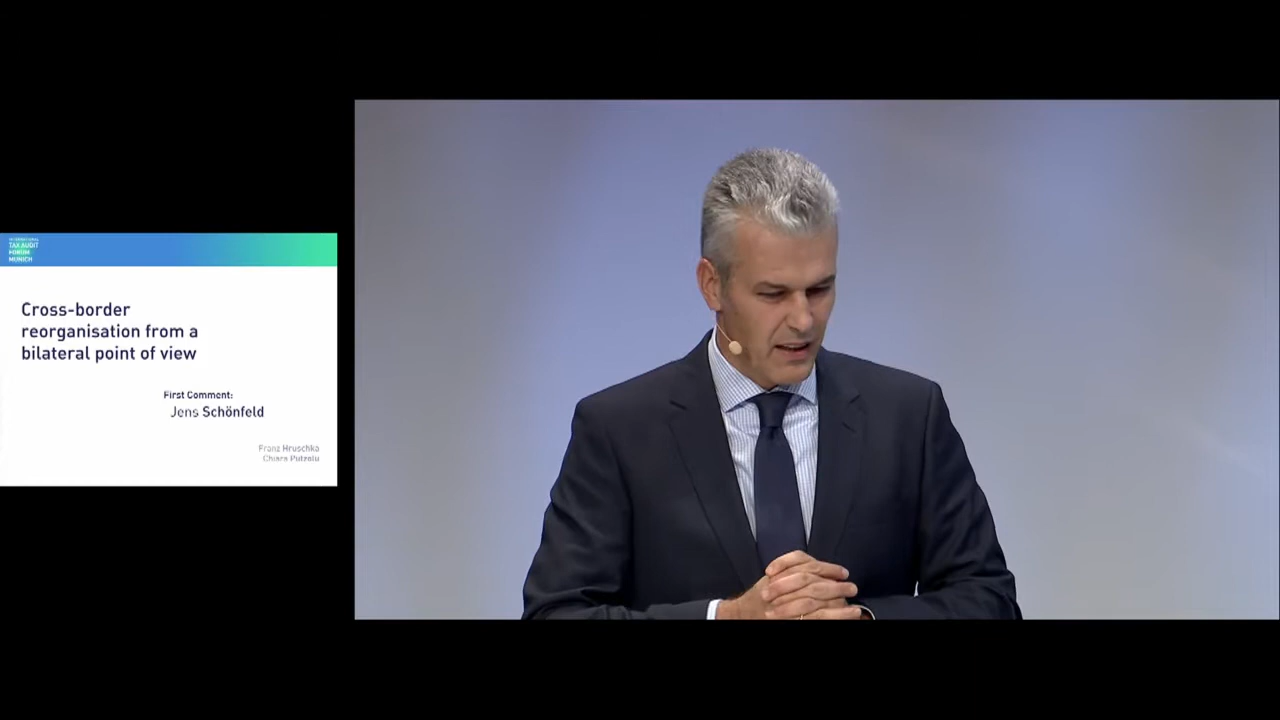 INTERNATIONAL
TAX AUDIT
FORUM
MUNICH
Cross-border
reorganisation from a
bilateral point of view
First Comment:
Jens Schönfeld
Franz Hruschka
Chiara Putzolu